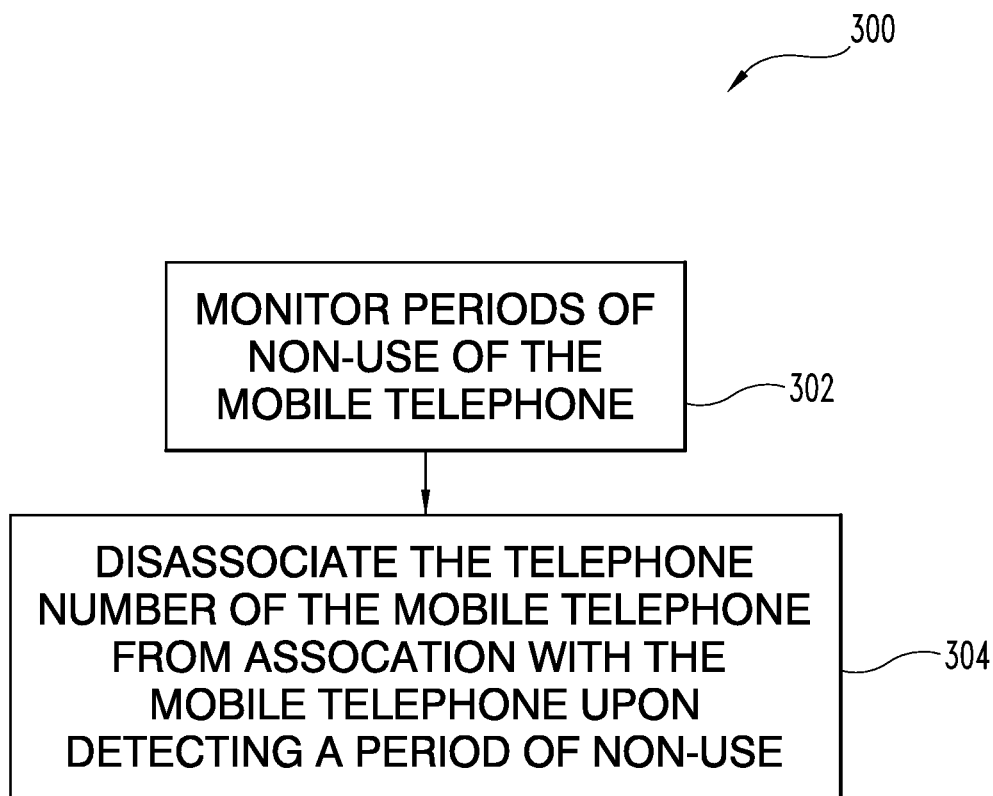 300
MONITOR PERIODS OF
NON-USE OF THE
MOBILE TELEPHONE
302
DISASSOCIATE THE TELEPHONE
NUMBER OF THE MOBILE TELEPHONE
FROM ASSOCATION WITH THE
MOBILE TELEPHONE UPON
DETECTING A PERIOD OF NON-USE
304